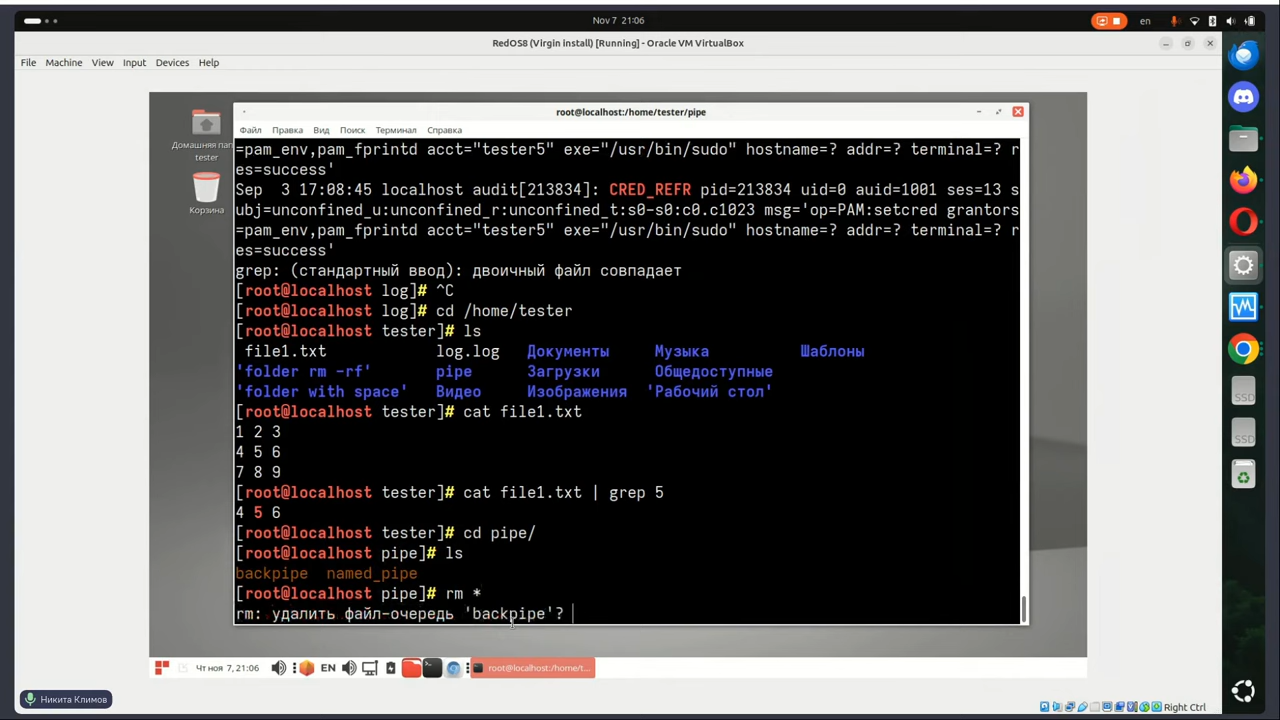 Nov 7 21:06
en
RedOS8 (Virgin install) [Running] - Oracle VM VirtualBox
File Machine View Input Devices Help
Домашняя пап
tester
Корзина
root@localhost:/home/tester/pipe
Файл Правка Вид Поиск Терминал Справка
=pam_env,pam_fprintd acct="tester5" exe="/usr/bin/sudo" hostname=? addr=? terminal=? r
es=success'
Sep  3 17:08:45 localhost audit[213834]: CRED_REFR pid=213834 uid=0 auid=1001 ses=13 s
ubj=unconfined_u:unconfined_r:unconfined_t:s0-s0:c0.c1023 msg='op=PAM:setcred grantors
=pam_env,pam_fprintd acct="tester5" exe="/usr/bin/sudo" hostname=? addr=? terminal=? r
es=success'
grep: (стандартный ввод): двоичный файл совпадает
[root@localhost log]# ^C
[root@localhost log]# cd /home/tester
[root@localhost tester]# ls
file1.txt log.log Документы Музыка Шаблоны
'folder rm -rf' pipe Загрузки Общедоступные
'folder with space' Видео Изображения 'Рабочий стол'
[root@localhost tester]# cat file1.txt
1 2 3
4 5 6
7 8 9
[root@localhost tester]# cat file1.txt | grep 5
4 5 6
[root@localhost tester]# cd pipe/
[root@localhost pipe]# ls
backpipe named_pipe
[root@localhost pipe]# rm *
rm: удалить файл-очередь 'backpipe'?
Чт ноя 7, 21:06
EN
root@localhost:/home/t...
Никита Климов
Right Ctrl
SSD
SSD